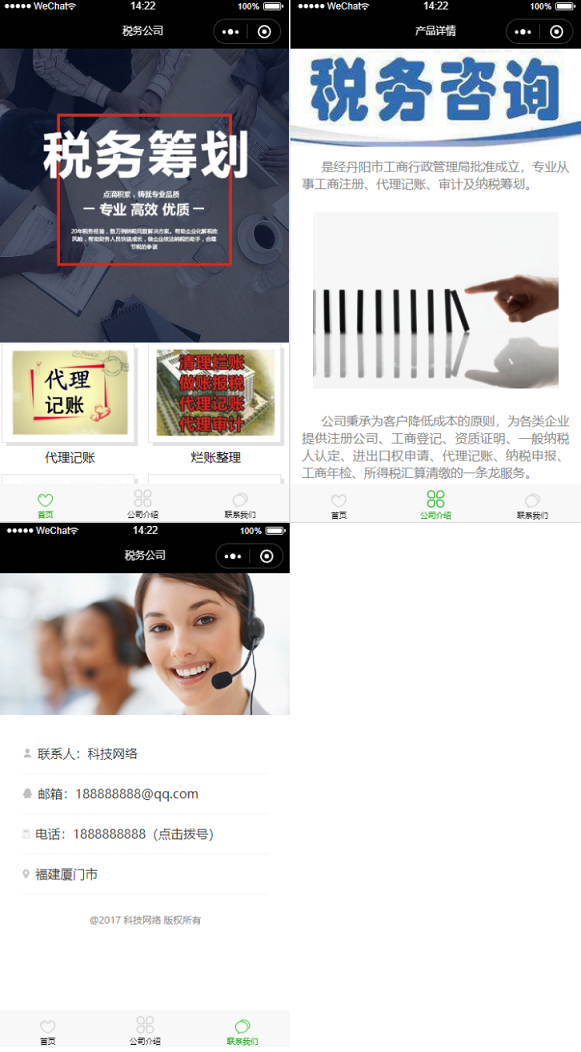 ●●●●● WeChat 14:22 100%
税务公司
税务筹划
点滴积累，铸就专业品质
一 专业 高效 优质 一
20年税务经验，数万例纳税问题解决方案。帮助企业化解税收
风险，帮助财务人员快速成长，做企业依法纳税的助手，合理
节税的参谋
代理
记账
代理记账
清理烂账
做账报税
代理记账
代理审计
烂账整理
首页 公司介绍 联系我们
●●●●● WeChat 14:22 100%
产品详情
税务咨询
是经丹阳市工商行政管理局批准成立，专业从
事工商注册、代理记账、审计及纳税筹划。
公司秉承为客户降低成本的原则，为各类企业
提供注册公司、工商登记、资质证明、一般纳税
人认定、进出口权申请、代理记账、纳税申报、
工商年检、所得税汇算清缴的一条龙服务。
首页 公司介绍 联系我们
●●●●● WeChat 14:22 100%
税务公司
联系人：科技网络
邮箱：188888888@qq.com
电话：1888888888（点击拨号）
福建厦门市
@2017 科技网络 版权所有
首页 公司介绍 联系我们